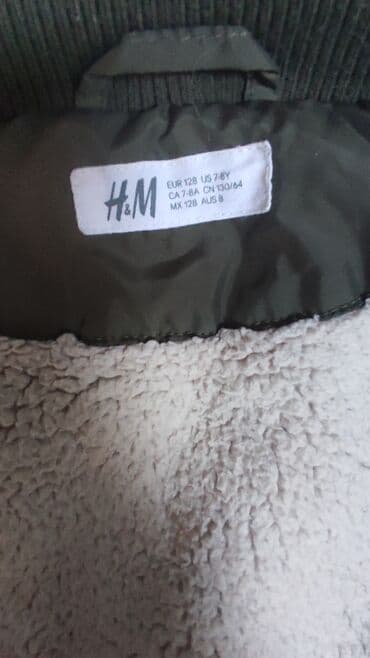 H&M
EUR 128 US 7-8Y
CA 7-8A CN 130/64
MX 128 AUS 8